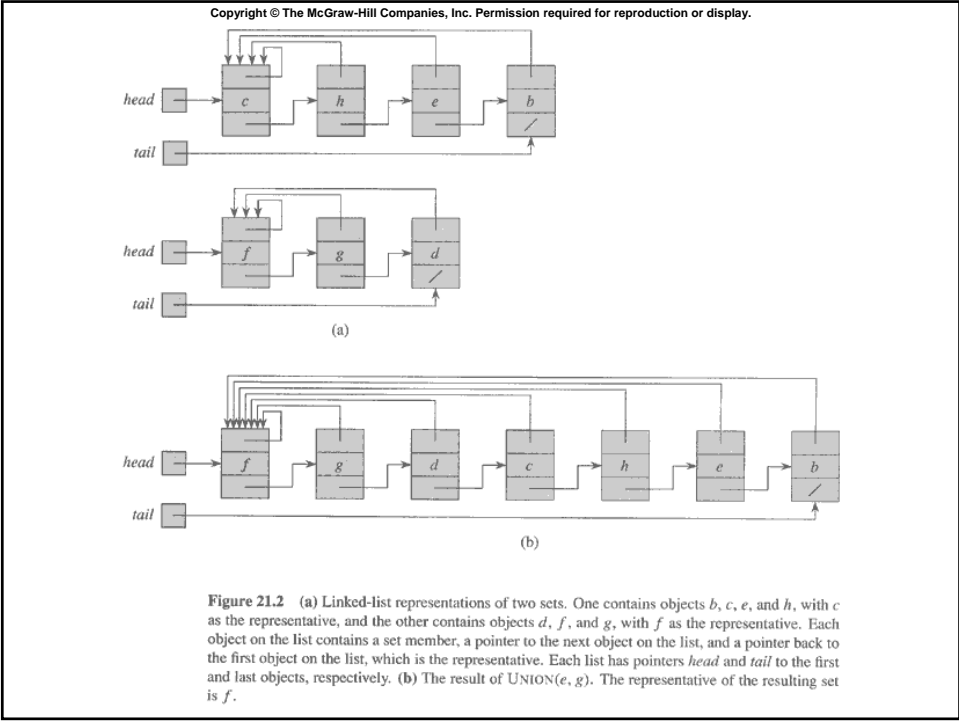 Copyright © The McGraw-Hill Companies, Inc. Permission required for reproduction or display.
head c h e b
tail
head f g d
tail
(a)
head f g d c h e b
tail
(b)
Figure 21.2 (a) Linked-list representations of two sets. One contains objects b, c, e, and h, with c
as the representative, and the other contains objects d, f, and g, with f as the representative. Each
object on the list contains a set member, a pointer to the next object on the list, and a pointer back to
the first object on the list, which is the representative. Each list has pointers head and tail to the first
and last objects, respectively. (b) The result of UNION(e, g). The representative of the resulting set
is f.